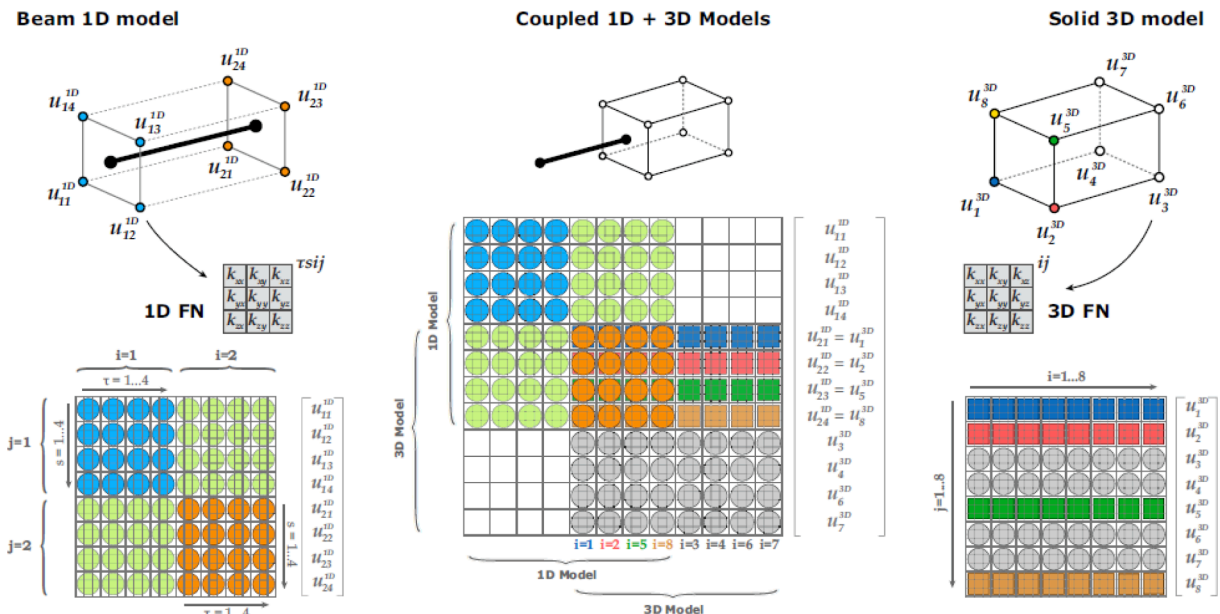 Beam 1D model
u_24^1D
u_14^1D
u_13^1D
u_23^1D
u_21^1D
u_11^1D
u_22^1D
u_12^1D
τsij
k_xx k_xy k_xz
k_yx k_yy k_yz
k_zx k_zy k_zz
1D FN
i=1
i=2
τ = 1...4
j=1
s = 1...4
j=2
s = 1...4
τ = 1...4
u_11^1D
u_12^1D
u_13^1D
u_14^1D
u_21^1D
u_22^1D
u_23^1D
u_24^1D
Coupled 1D + 3D Models
1D Model
3D Model
u_11^1D
u_12^1D
u_13^1D
u_14^1D
u_21^1D = u_1^3D
u_22^1D = u_2^3D
u_23^1D = u_5^3D
u_24^1D = u_8^3D
u_3^3D
u_4^3D
u_6^3D
u_7^3D
i=1 i=2 i=5 i=8 i=3 i=4 i=6 i=7
1D Model
3D Model
Solid 3D model
u_7^3D
u_8^3D
u_6^3D
u_5^3D
u_4^3D
u_1^3D
u_3^3D
u_2^3D
ij
k_xx k_xy k_xz
k_yx k_yy k_yz
k_zx k_zy k_zz
3D FN
i=1...8
j=1...8
u_1^3D
u_2^3D
u_3^3D
u_4^3D
u_5^3D
u_6^3D
u_7^3D
u_8^3D